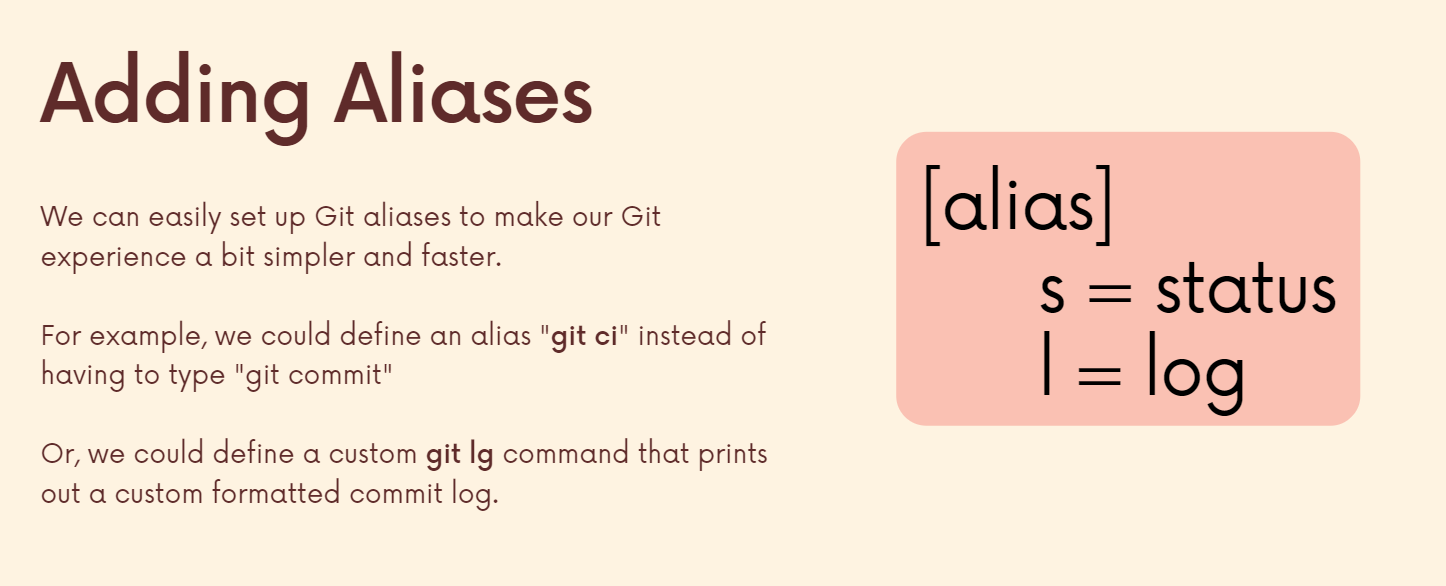 Adding Aliases
We can easily set up Git aliases to make our Git
experience a bit simpler and faster.
For example, we could define an alias "git ci" instead of
having to type "git commit"
Or, we could define a custom git lg command that prints
out a custom formatted commit log.
[alias]
s = status
l = log